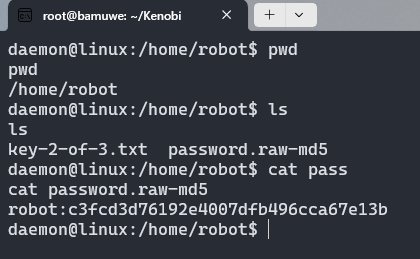 root@bamuwe: ~/Kenobi
daemon@linux:/home/robot$ pwd
pwd
/home/robot
daemon@linux:/home/robot$ ls
ls
key-2-of-3.txt  password.raw-md5
daemon@linux:/home/robot$ cat pass
cat password.raw-md5
robot:c3fcd3d76192e4007dfb496cca67e13b
daemon@linux:/home/robot$